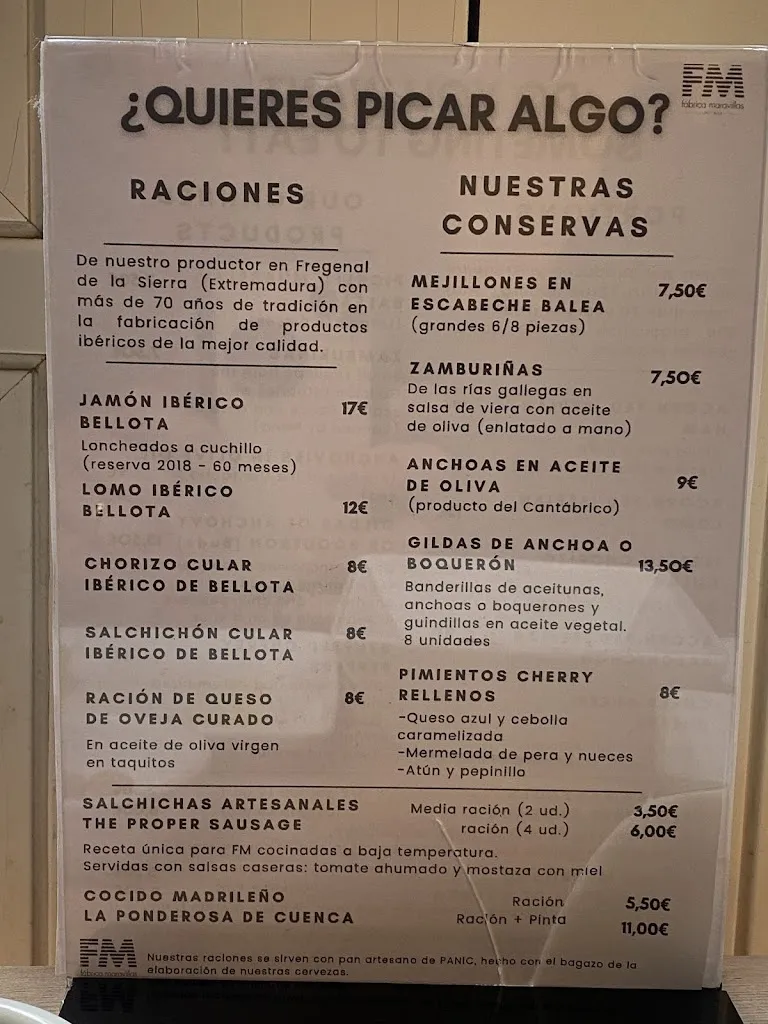 ¿QUIERES PICAR ALGO?
FM
fábrica maravillas
RACIONES
De nuestro productor en Fregenal
de la Sierra (Extremadura) con
más de 70 años de tradición en
la fabricación de productos
ibéricos de la mejor calidad.
JAMÓN IBÉRICO 17€
BELLOTA
Loncheados a cuchillo
(reserva 2018 - 60 meses)
LOMO IBÉRICO
BELLOTA 12€
CHORIZO CULAR 8€
IBÉRICO DE BELLOTA
SALCHICHÓN CULAR 8€
IBÉRICO DE BELLOTA
RACIÓN DE QUESO 8€
DE OVEJA CURADO
En aceite de oliva virgen
en taquitos
NUESTRAS
CONSERVAS
MEJILLONES EN 7,50€
ESCABECHE BALEA
(grandes 6/8 piezas)
ZAMBURIÑAS 7,50€
De las rías gallegas en
salsa de viera con aceite
de oliva (enlatado a mano)
ANCHOAS EN ACEITE
DE OLIVA 9€
(producto del Cantábrico)
GILDAS DE ANCHOA O
BOQUERÓN 13,50€
Banderillas de aceitunas,
anchoas o boquerones y
guindillas en aceite vegetal.
8 unidades
PIMIENTOS CHERRY
RELLENOS 8€
-Queso azul y cebolla
caramelizada
-Mermelada de pera y nueces
-Atún y pepinillo
SALCHICHAS ARTESANALES Media ración (2 ud.) 3,50€
THE PROPER SAUSAGE ración (4 ud.) 6,00€
Receta única para FM cocinadas a baja temperatura.
Servidas con salsas caseras: tomate ahumado y mostaza con miel
COCIDO MADRILEÑO Ración 5,50€
LA PONDEROSA DE CUENCA Ración + Pinta 11,00€
FM
fábrica maravillas
Nuestras raciones se sirven con pan artesano de PANIC, hecho con el bagazo de la
elaboración de nuestras cervezas.